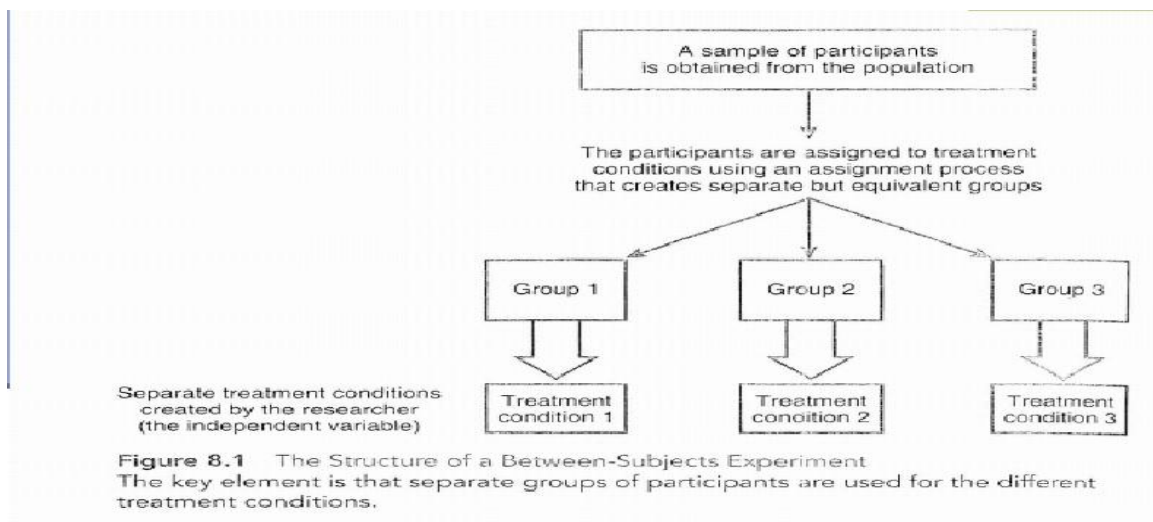 A sample of participants
is obtained from the population
The participants are assigned to treatment
conditions using an assignment process
that creates separate but equivalent groups
Group 1
Group 2
Group 3
Separate treatment conditions
created by the researcher
(the independent variable)
Treatment
condition 1
Treatment
condition 2
Treatment
condition 3
Figure 8.1 The Structure of a Between-Subjects Experiment
The key element is that separate groups of participants are used for the different
treatment conditions.